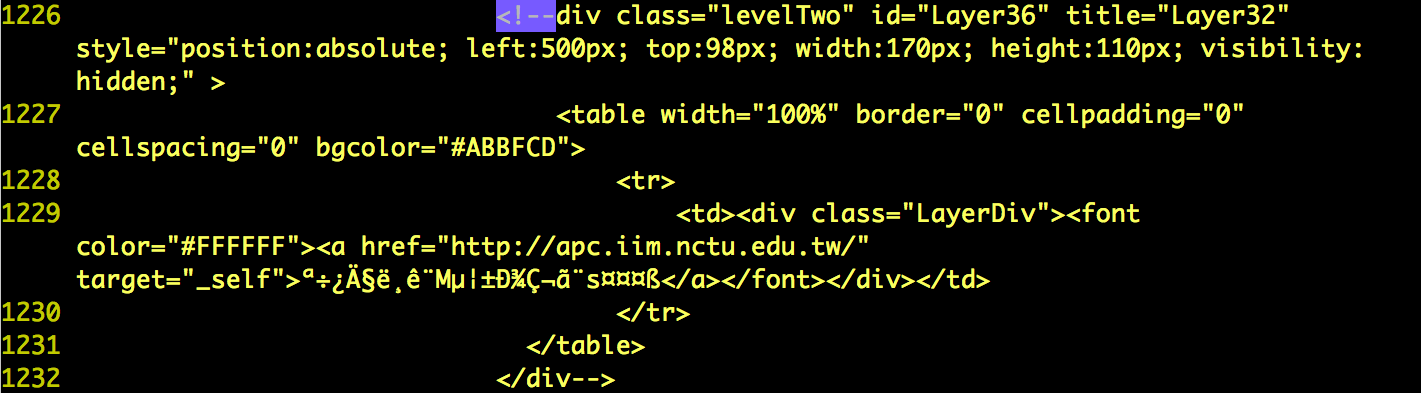 1226 <!--div class="levelTwo" id="Layer36" title="Layer32"
style="position:absolute; left:500px; top:98px; width:170px; height:110px; visibility:
hidden;" >
1227 <table width="100%" border="0" cellpadding="0"
cellspacing="0" bgcolor="#ABBFCD">
1228 <tr>
1229 <td><div class="LayerDiv"><font
color="#FFFFFF"><a href="http://apc.iim.nctu.edu.tw/"
target="_self">ª÷¿Ä§ë¸ê¨Mµ¦±Ð¾Ç¬ã¨s¤¤¤ß</a></font></div></td>
1230 </tr>
1231 </table>
1232 </div-->